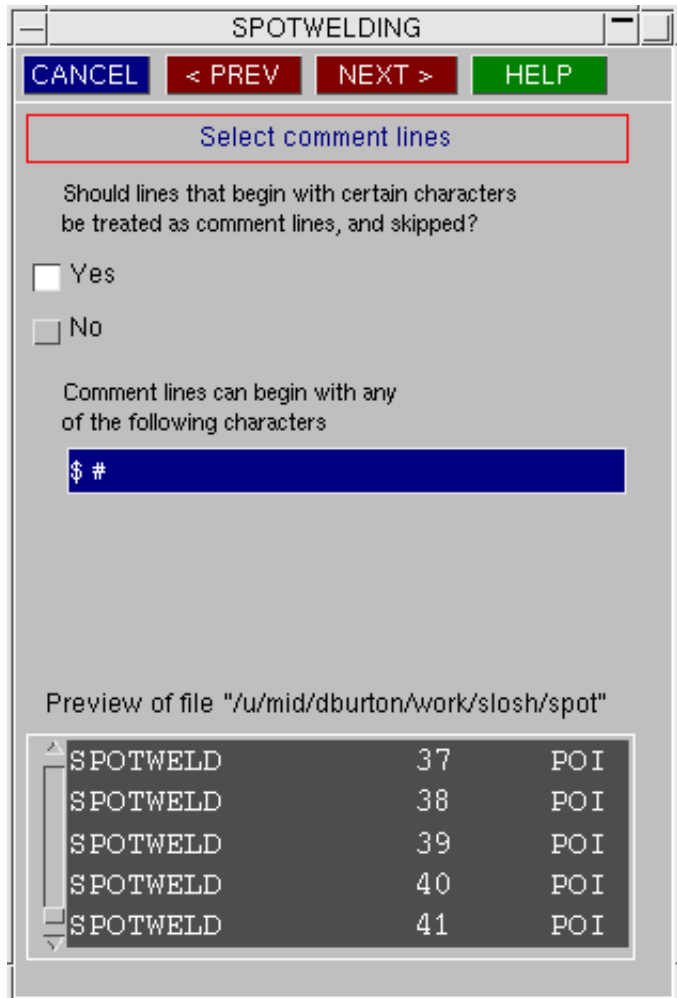 SPOTWELDING
CANCEL < PREV NEXT > HELP
Select comment lines
Should lines that begin with certain characters
be treated as comment lines, and skipped?
Yes
No
Comment lines can begin with any
of the following characters
$ #
Preview of file "/u/mid/dburton/work/slosh/spot"
SPOTWELD 37 POI
SPOTWELD 38 POI
SPOTWELD 39 POI
SPOTWELD 40 POI
SPOTWELD 41 POI